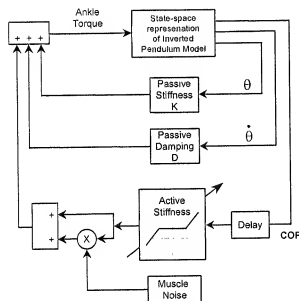 Ankle
Torque
+ + +
State-space
represenation
of Inverted
Pendulum Model
Passive
Stiffness
K
θ
Passive
Damping
D
θ̇
Active
Stiffness
+
+
X
Delay
COP
Muscle
Noise